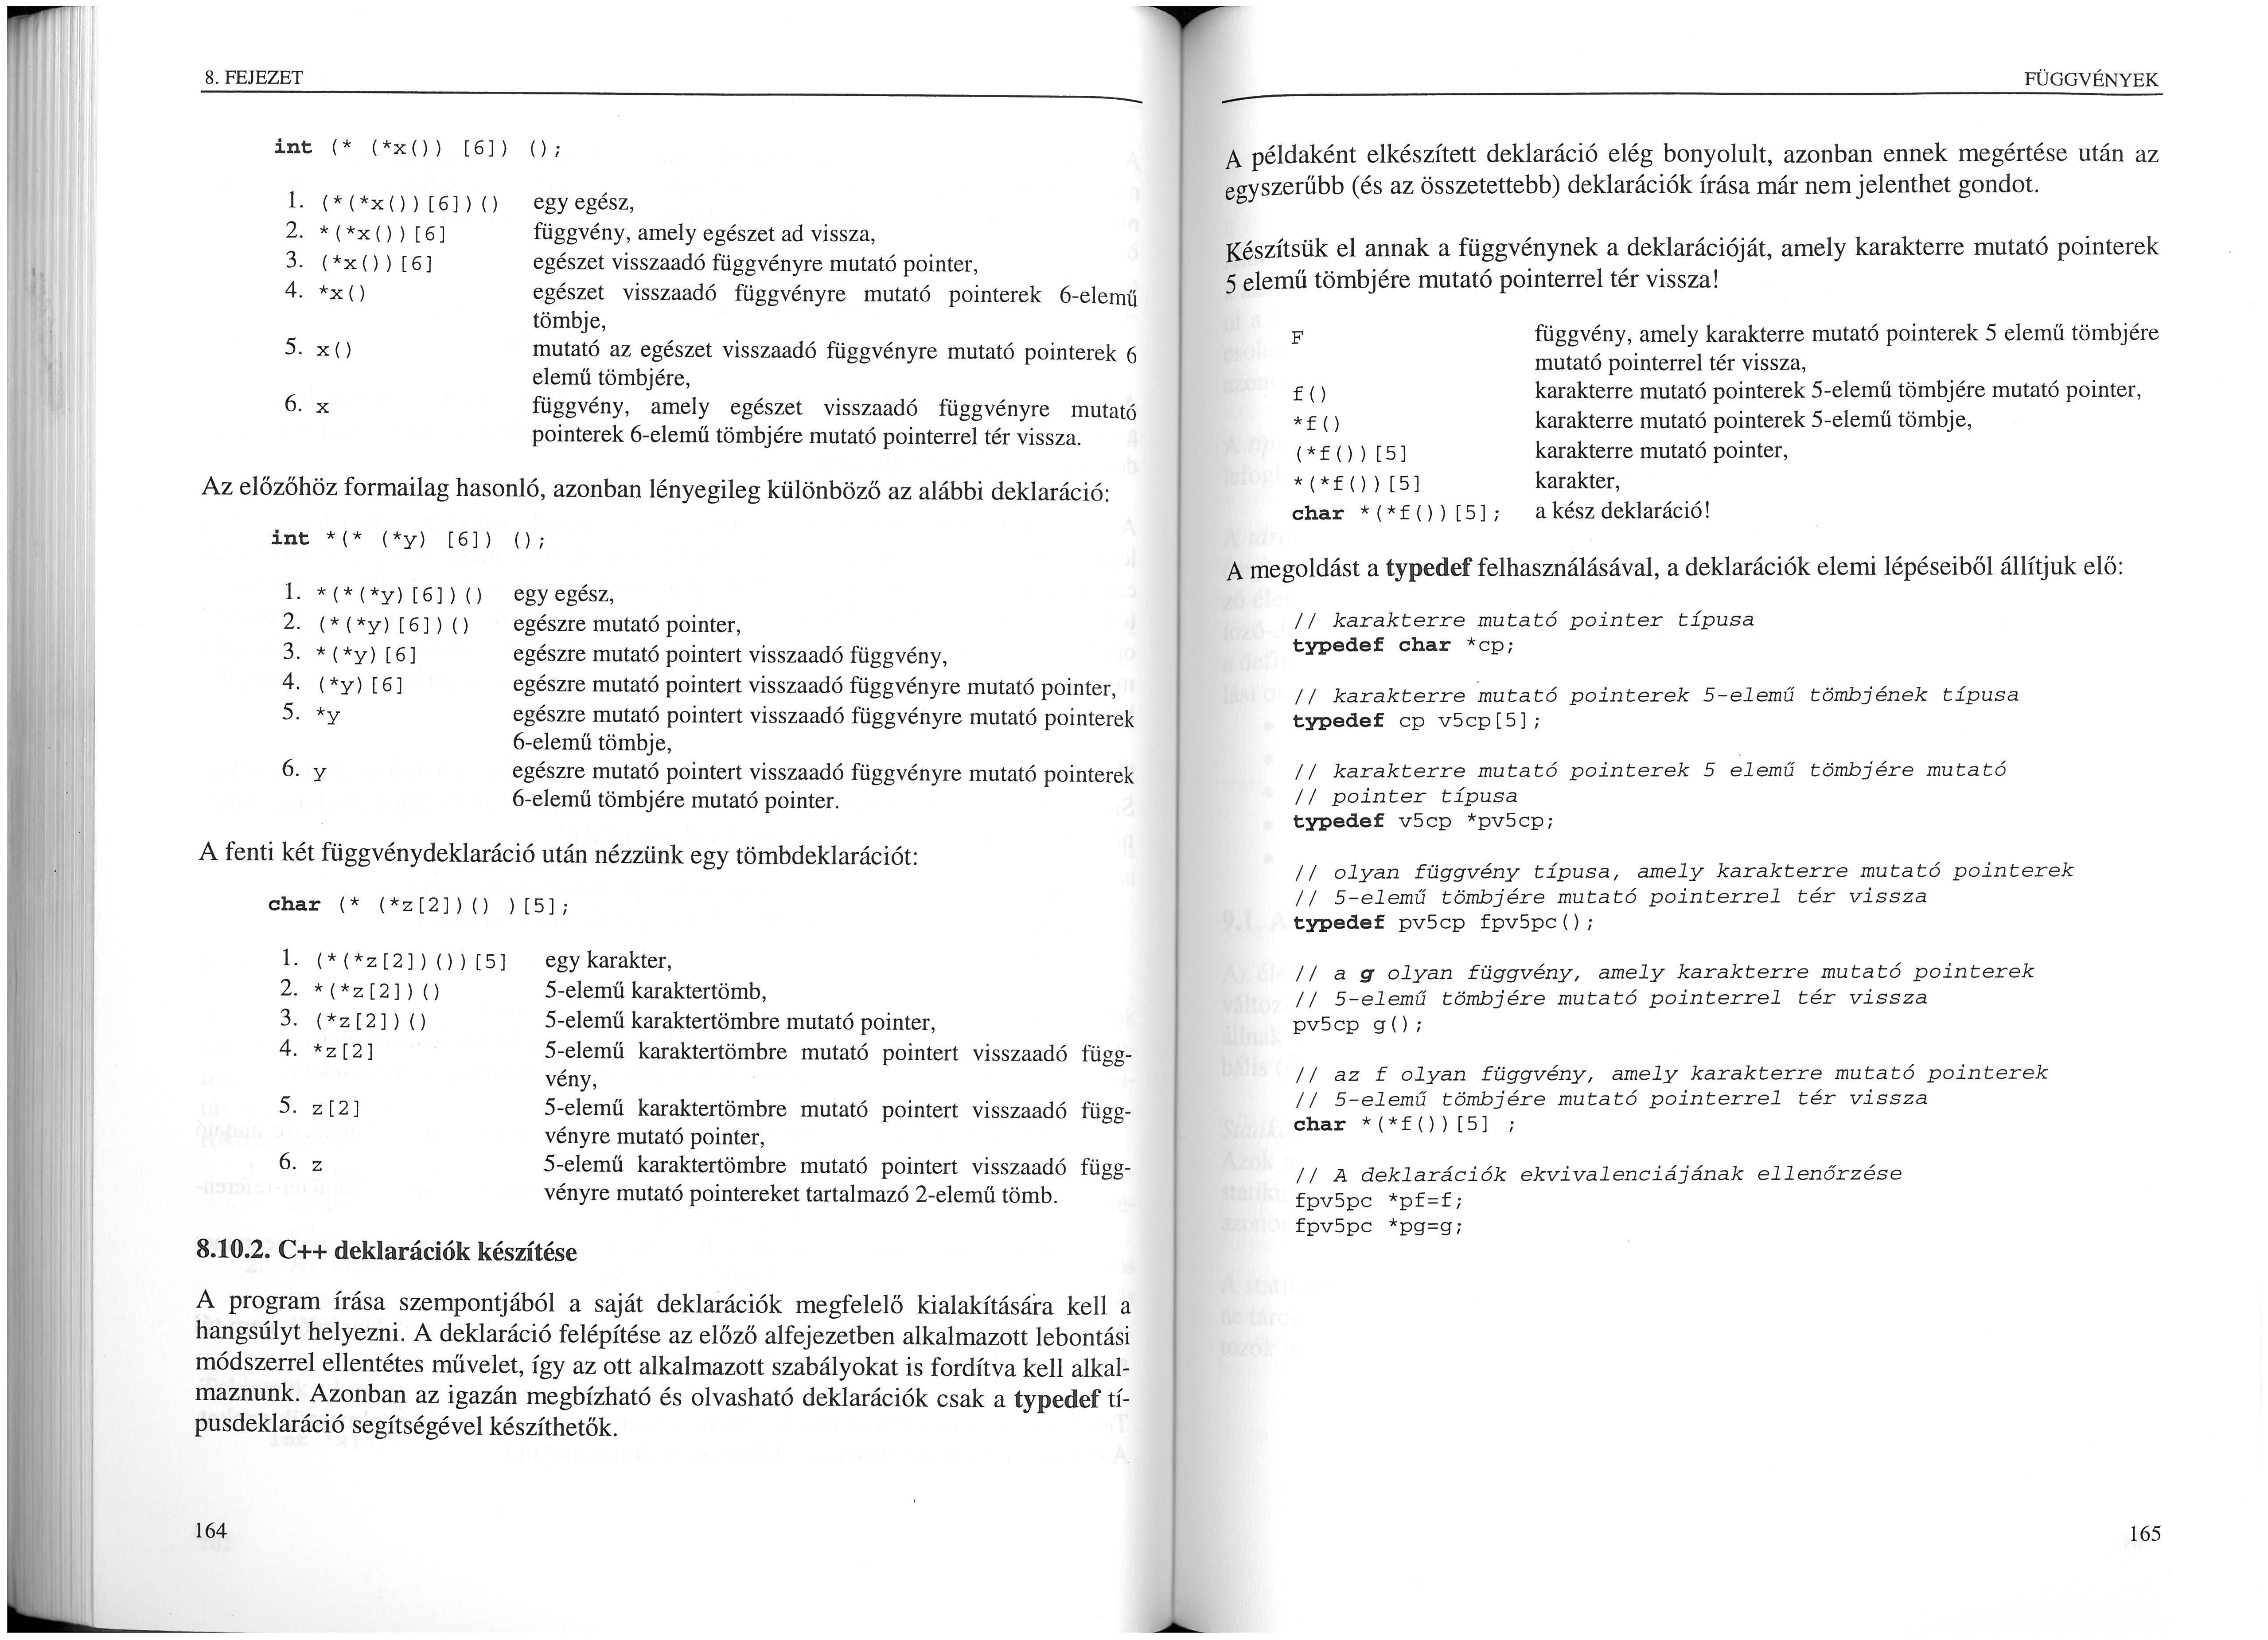 8. FEJEZET
int (* (*x()) [6]) ();
1. (*(*x())[6])() egy egész,
2. *(*x())[6] függvény, amely egészet ad vissza,
3. (*x())[6] egészet visszaadó függvényre mutató pointer,
4. *x() egészet visszaadó függvényre mutató pointerek 6-elemű
tömbje,
5. x() mutató az egészet visszaadó függvényre mutató pointerek 6
elemű tömbjére,
6. x függvény, amely egészet visszaadó függvényre mutató
pointerek 6-elemű tömbjére mutató pointerrel tér vissza.
Az előzőhöz formailag hasonló, azonban lényegileg különböző az alábbi deklaráció:
int *(* (*y) [6]) ();
1. *(*(*y)[6])() egy egész,
2. (*(*y)[6])() egészre mutató pointer,
3. *(*y)[6] egészre mutató pointert visszaadó függvény,
4. (*y)[6] egészre mutató pointert visszaadó függvényre mutató pointer,
5. *y egészre mutató pointert visszaadó függvényre mutató pointerek
6-elemű tömbje,
6. y egészre mutató pointert visszaadó függvényre mutató pointerek
6-elemű tömbjére mutató pointer.
A fenti két függvénydeklaráció után nézzünk egy tömbdeklarációt:
char (* (*z[2])() )[5];
1. (*(*z[2])())[5] egy karakter,
2. *(*z[2])() 5-elemű karaktertömb,
3. (*z[2])() 5-elemű karaktertömbre mutató pointer,
4. *z[2] 5-elemű karaktertömbre mutató pointert visszaadó függ-
vény,
5. z[2] 5-elemű karaktertömbre mutató pointert visszaadó függ-
vényre mutató pointer,
6. z 5-elemű karaktertömbre mutató pointert visszaadó függ-
vényre mutató pointereket tartalmazó 2-elemű tömb.
8.10.2. C++ deklarációk készítése
A program írása szempontjából a saját deklarációk megfelelő kialakítására kell a
hangsúlyt helyezni. A deklaráció felépítése az előző alfejezetben alkalmazott lebontási
módszerrel ellentétes művelet, így az ott alkalmazott szabályokat is fordítva kell alkal-
maznunk. Azonban az igazán megbízható és olvasható deklarációk csak a typedef tí-
pusdeklaráció segítségével készíthetők.
164
FÜGGVÉNYEK
A példaként elkészített deklaráció elég bonyolult, azonban ennek megértése után az
egyszerűbb (és az összetettebb) deklarációk írása már nem jelenthet gondot.
Készítsük el annak a függvénynek a deklarációját, amely karakterre mutató pointerek
5 elemű tömbjére mutató pointerrel tér vissza!
F függvény, amely karakterre mutató pointerek 5 elemű tömbjére
mutató pointerrel tér vissza,
f() karakterre mutató pointerek 5-elemű tömbjére mutató pointer,
*f() karakterre mutató pointerek 5-elemű tömbje,
(*f())[5] karakterre mutató pointer,
*(*f())[5] karakter,
char *(*f())[5]; a kész deklaráció!
A megoldást a typedef felhasználásával, a deklarációk elemi lépéseiből állítjuk elő:
// karakterre mutató pointer típusa
typedef char *cp;
// karakterre mutató pointerek 5-elemű tömbjének típusa
typedef cp v5cp[5];
// karakterre mutató pointerek 5 elemű tömbjére mutató
// pointer típusa
typedef v5cp *pv5cp;
// olyan függvény típusa, amely karakterre mutató pointerek
// 5-elemű tömbjére mutató pointerrel tér vissza
typedef pv5cp fpv5pc();
// a g olyan függvény, amely karakterre mutató pointerek
// 5-elemű tömbjére mutató pointerrel tér vissza
pv5cp g();
// az f olyan függvény, amely karakterre mutató pointerek
// 5-elemű tömbjére mutató pointerrel tér vissza
char *(*f())[5] ;
// A deklarációk ekvivalenciájának ellenőrzése
fpv5pc *pf=f;
fpv5pc *pg=g;
165